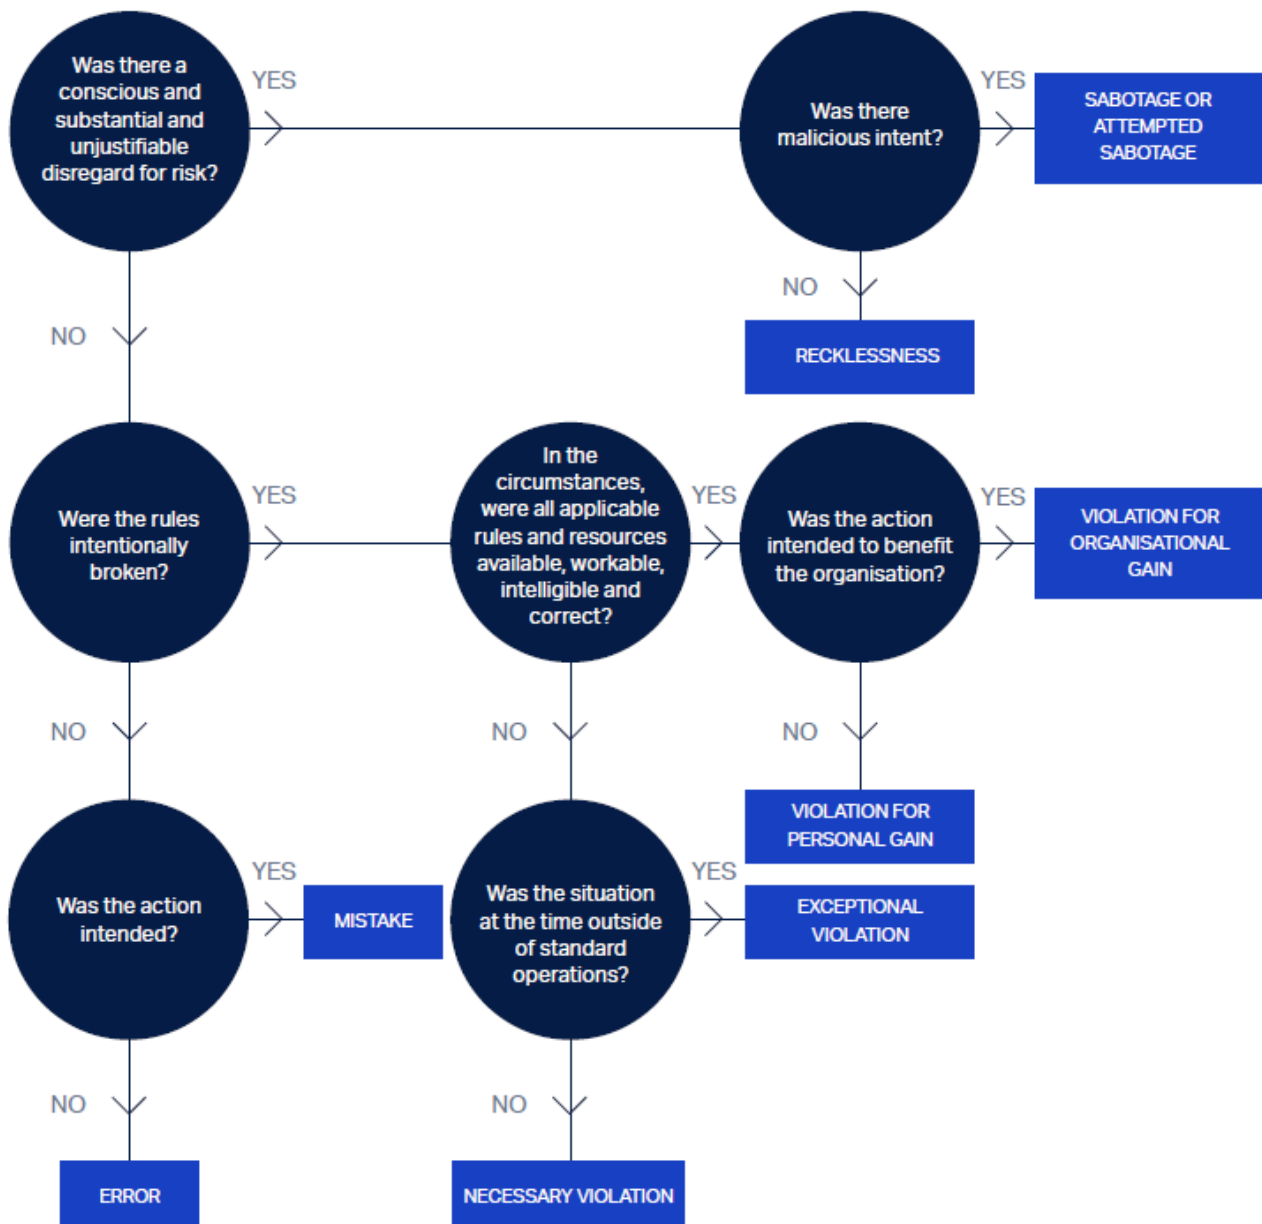 Was there a
conscious and
substantial and
unjustifiable
disregard for risk?
YES
Was there
malicious intent?
YES
SABOTAGE OR
ATTEMPTED
SABOTAGE
NO
NO
RECKLESSNESS
Were the rules
intentionally
broken?
YES
In the
circumstances,
were all applicable
rules and resources
available, workable,
intelligible and
correct?
YES
Was the action
intended to benefit
the organisation?
YES
VIOLATION FOR
ORGANISATIONAL
GAIN
NO
NO
NO
VIOLATION FOR
PERSONAL GAIN
Was the action
intended?
YES
MISTAKE
Was the situation
at the time outside
of standard
operations?
YES
EXCEPTIONAL
VIOLATION
NO
NO
ERROR
NECESSARY VIOLATION